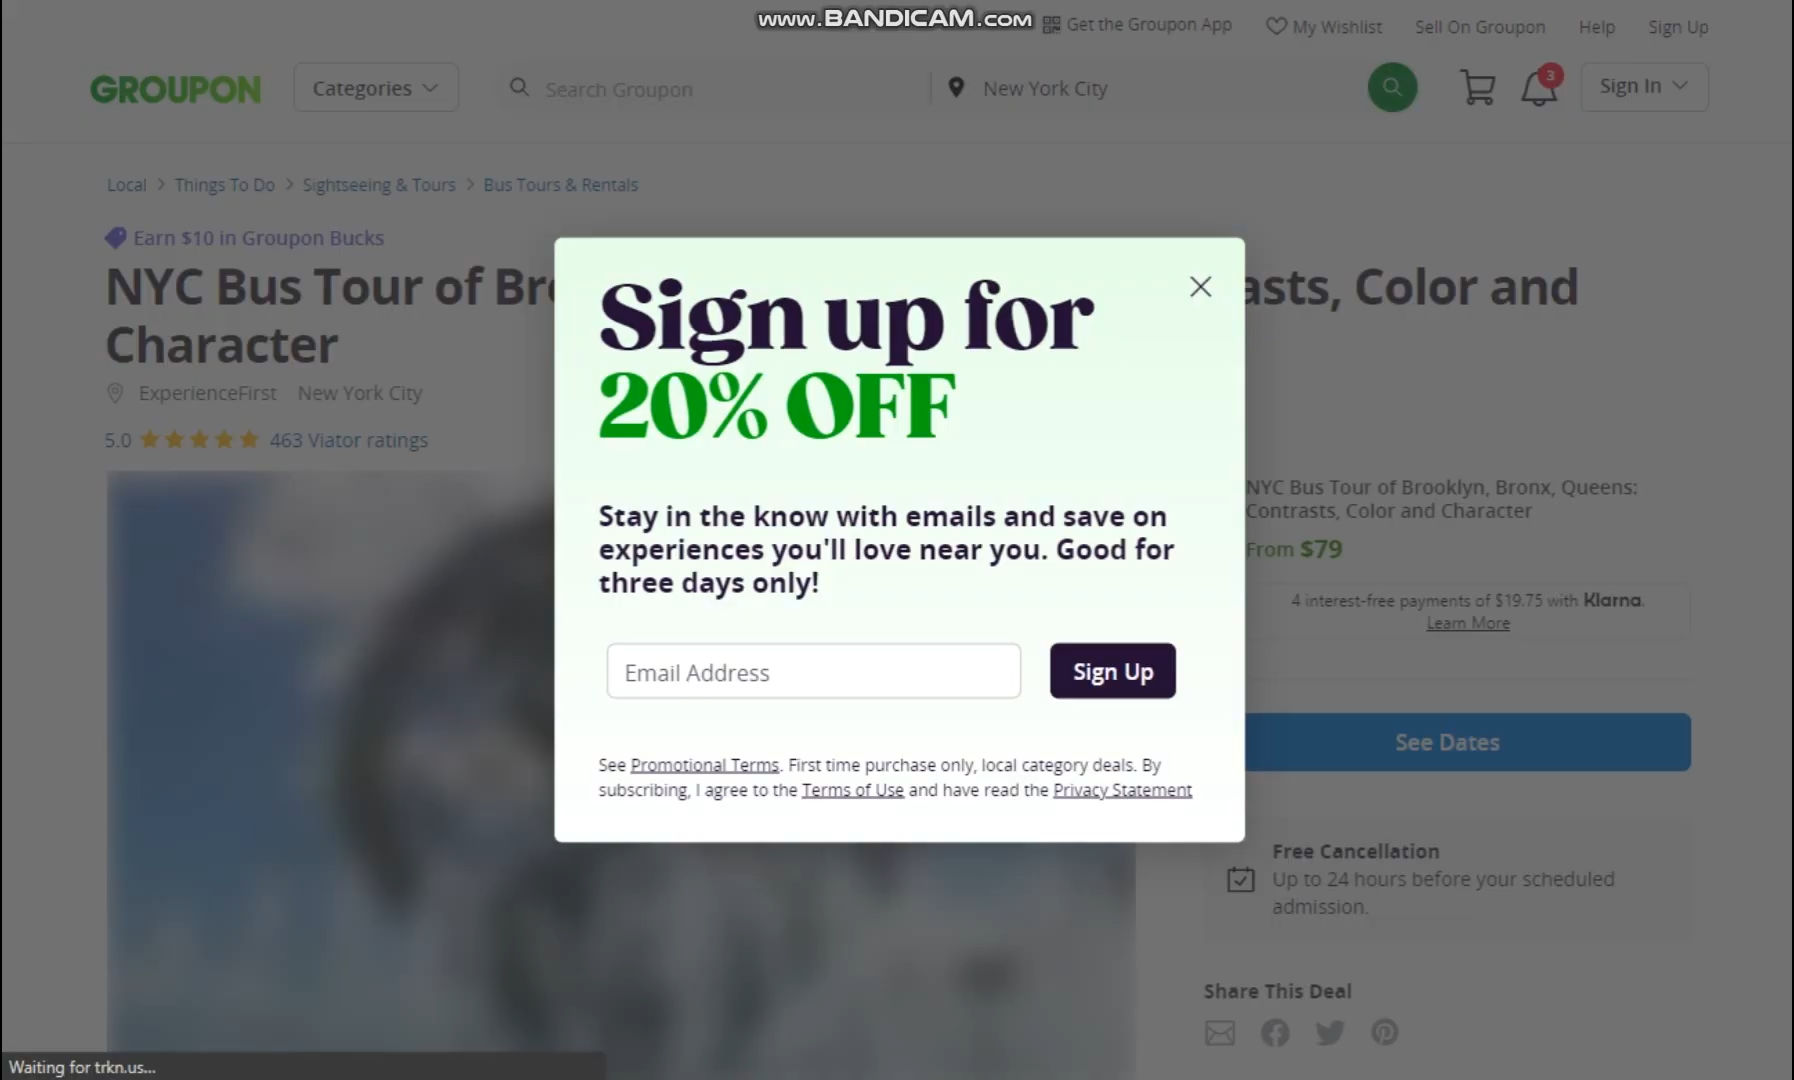 www.BANDICAM.com
Get the Groupon App
My Wishlist
Sell On Groupon
Help
Sign Up
GROUPON
Categories
Search Groupon
New York City
3
Sign In
Local > Things To Do > Sightseeing & Tours > Bus Tours & Rentals
Earn $10 in Groupon Bucks
NYC Bus Tour of Bro
asts, Color and
Character
ExperienceFirst New York City
5.0
463 Viator ratings
Sign up for
20% OFF
Stay in the know with emails and save on
experiences you'll love near you. Good for
three days only!
Email Address
Sign Up
See Promotional Terms. First time purchase only, local category deals. By
subscribing, I agree to the Terms of Use and have read the Privacy Statement
NYC Bus Tour of Brooklyn, Bronx, Queens:
Contrasts, Color and Character
From $79
4 interest-free payments of $19.75 with Klarna.
Learn More
See Dates
Free Cancellation
Up to 24 hours before your scheduled
admission.
Share This Deal
Waiting for trkn.us...